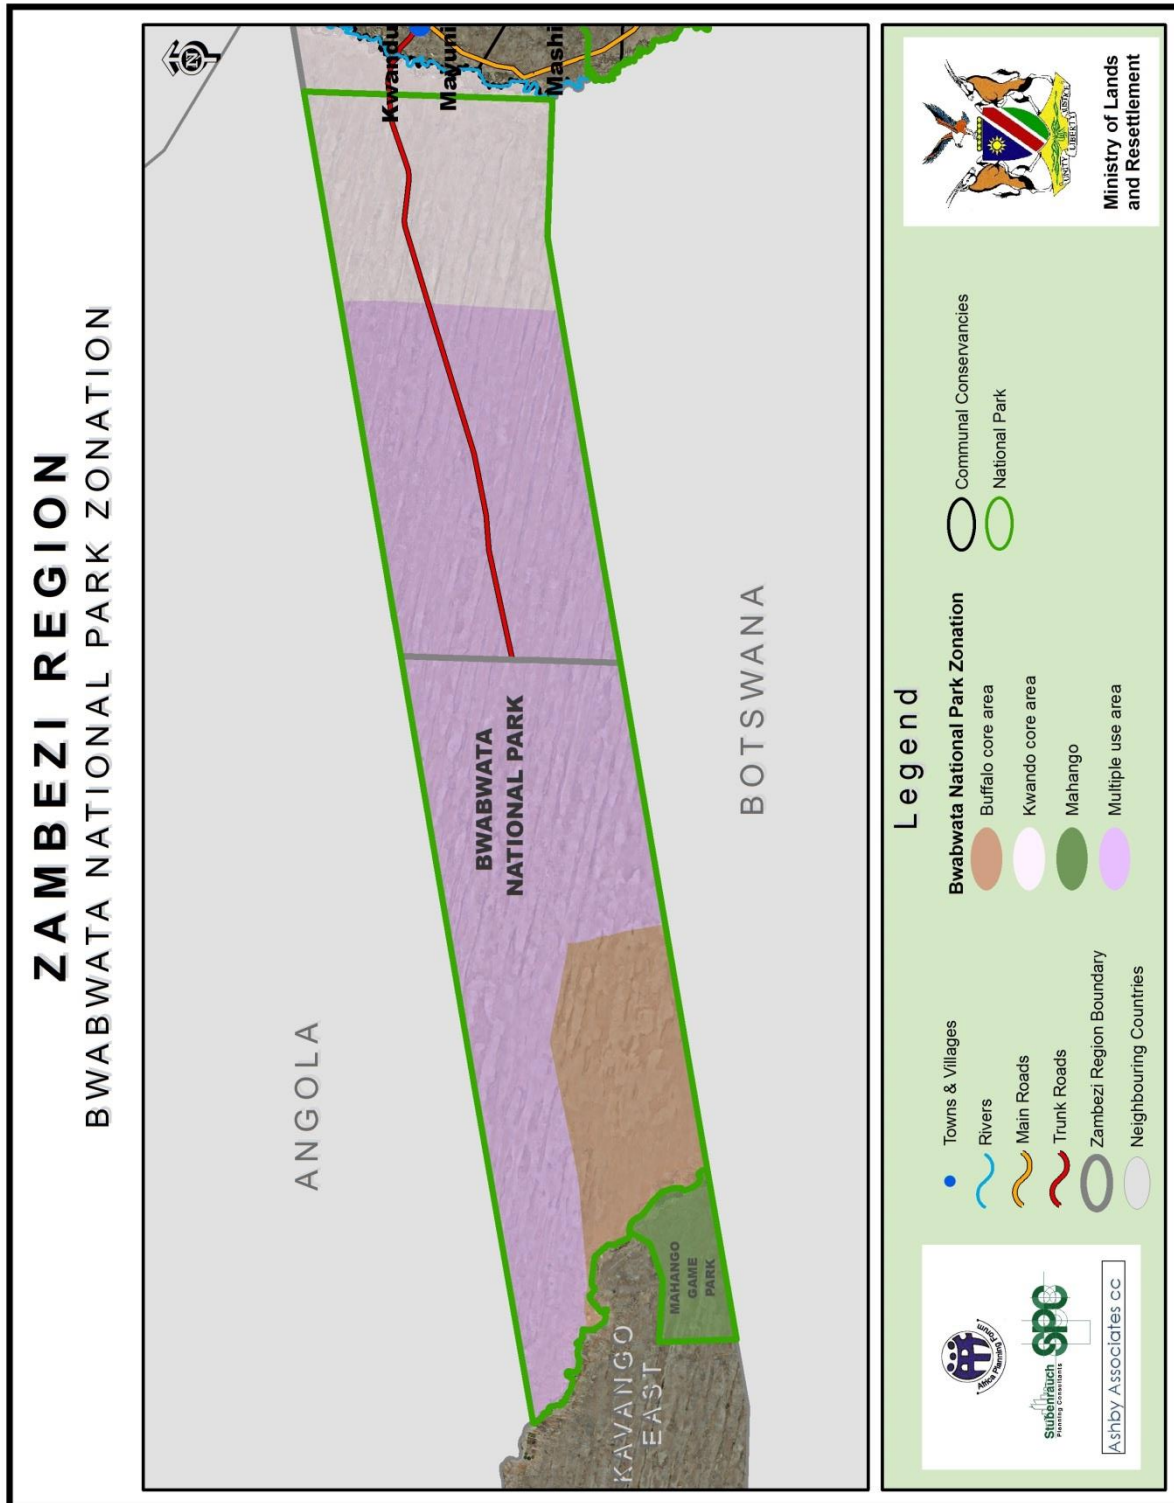 ZAMBEZI REGION
BWABWATA NATIONAL PARK ZONATION
ANGOLA
N
Kwandu
Mayuni
Mashi
BWABWATA
NATIONAL PARK
BOTSWANA
MAHANGO
GAME
PARK
KAVANGO
EAST
Legend
Towns & Villages
Rivers
Main Roads
Trunk Roads
Zambezi Region Boundary
Neighbouring Countries
Bwabwata National Park Zonation
Buffalo core area
Kwando core area
Mahango
Multiple use area
Communal Conservancies
National Park
Africa Planning Forum
Stubenrauch
Planning Consultants
spc
Ashby Associates cc
UNITY LIBERTY JUSTICE
Ministry of Lands
and Resettlement